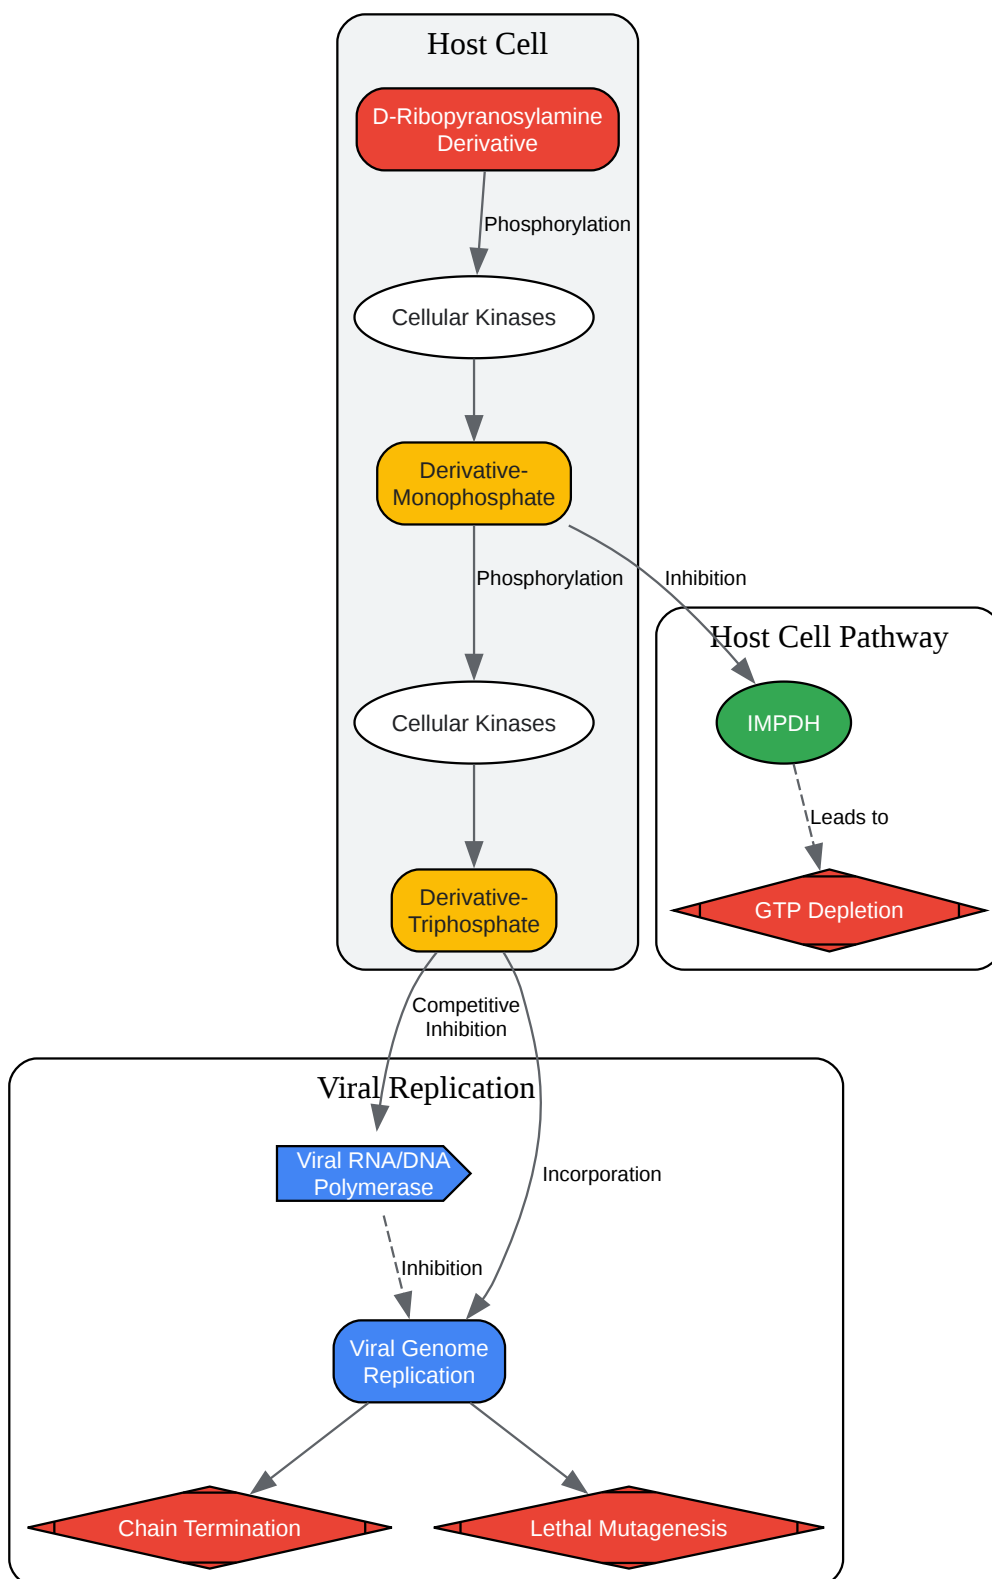 Host Cell
D-Ribopyranosylamine
Derivative
Phosphorylation
Cellular Kinases
Derivative-
Monophosphate
Phosphorylation
Inhibition
Host Cell Pathway
Cellular Kinases
IMPDH
Leads to
Derivative-
Triphosphate
GTP Depletion
Competitive
Inhibition
Viral Replication
Viral RNA/DNA
Polymerase
Incorporation
Inhibition
Viral Genome
Replication
Chain Termination
Lethal Mutagenesis